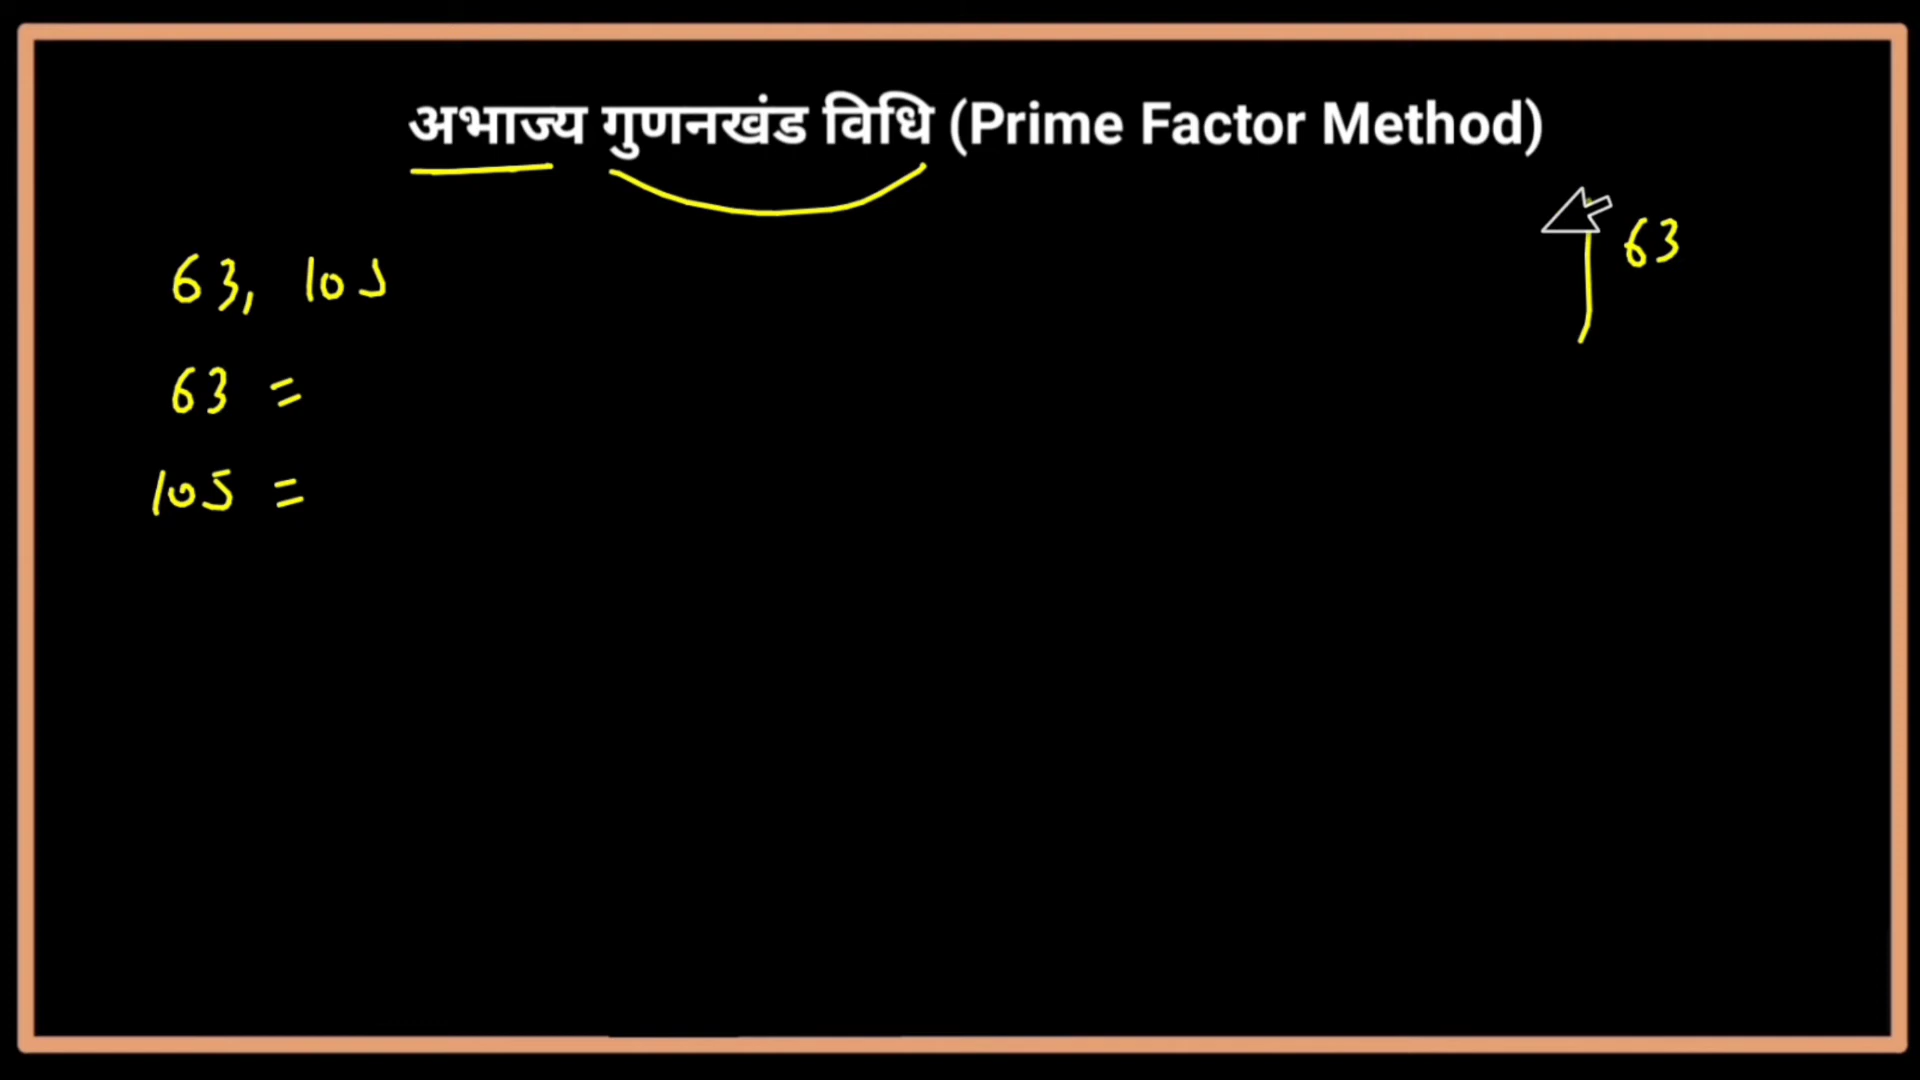 अभाज्य गुणनखंड विधि (Prime Factor Method)
63
63, 105
63 =
105 =